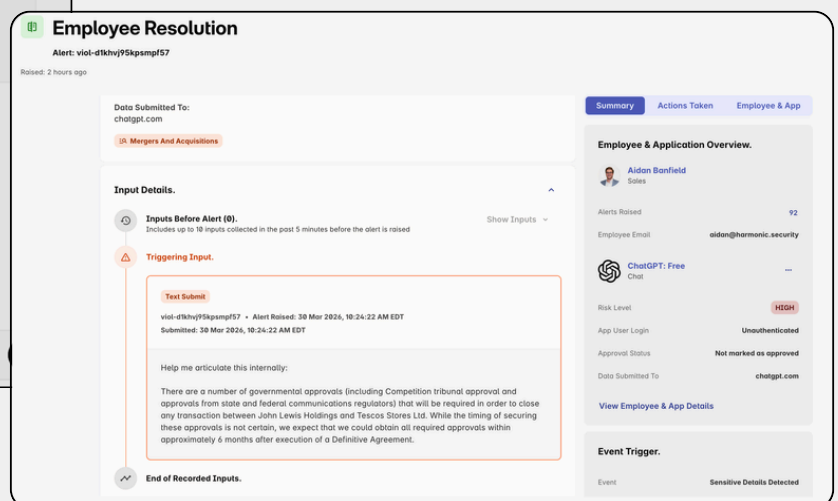 Employee Resolution
Alert: viol-d1khvj95kpsmpf57
Raised: 2 hours ago
Data Submitted To:
chatgpt.com
Mergers And Acquisitions
Input Details.
Inputs Before Alert (0).
Includes up to 10 inputs collected in the past 5 minutes before the alert is raised
Show Inputs
Triggering Input.
Text Submit
viol-d1khvj95kpsmpf57 • Alert Raised: 30 Mar 2026, 10:24:22 AM EDT
Submitted: 30 Mar 2026, 10:24:22 AM EDT
Help me articulate this internally:
There are a number of governmental approvals (including Competition tribunal approval and
approvals from state and federal communications regulators) that will be required in order to close
any transaction between John Lewis Holdings and Tescos Stores Ltd. While the timing of securing
these approvals is not certain, we expect that we could obtain all required approvals within
approximately 6 months after execution of a Definitive Agreement.
End of Recorded Inputs.
Summary Actions Taken Employee & App
Employee & Application Overview.
Aidan Banfield
Sales
Alerts Raised 92
Employee Email aidan@harmonic.security
ChatGPT: Free ...
Chat
Risk Level HIGH
App User Login Unauthenticated
Approval Status Not marked as approved
Data Submitted To chatgpt.com
View Employee & App Details
Event Trigger.
Event Sensitive Details Detected